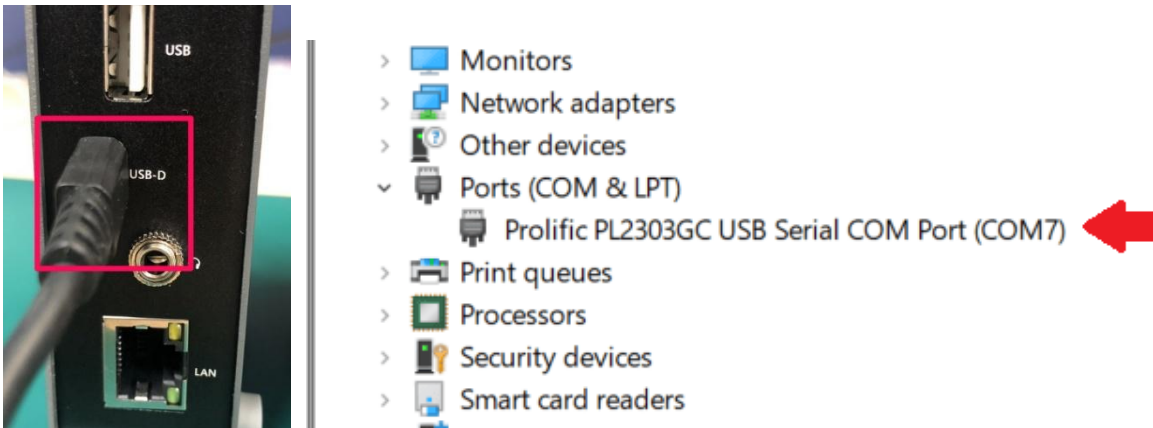 USB
USB-D
LAN
Monitors
Network adapters
Other devices
Ports (COM & LPT)
Prolific PL2303GC USB Serial COM Port (COM7)
Print queues
Processors
Security devices
Smart card readers